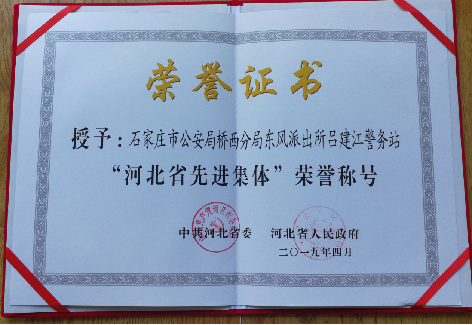 荣誉证书
授予：石家庄市公安局桥西分局东风派出所吕建江警务站
“河北省先进集体”荣誉称号
中共河北省委 河北省人民政府
二〇一九年四月